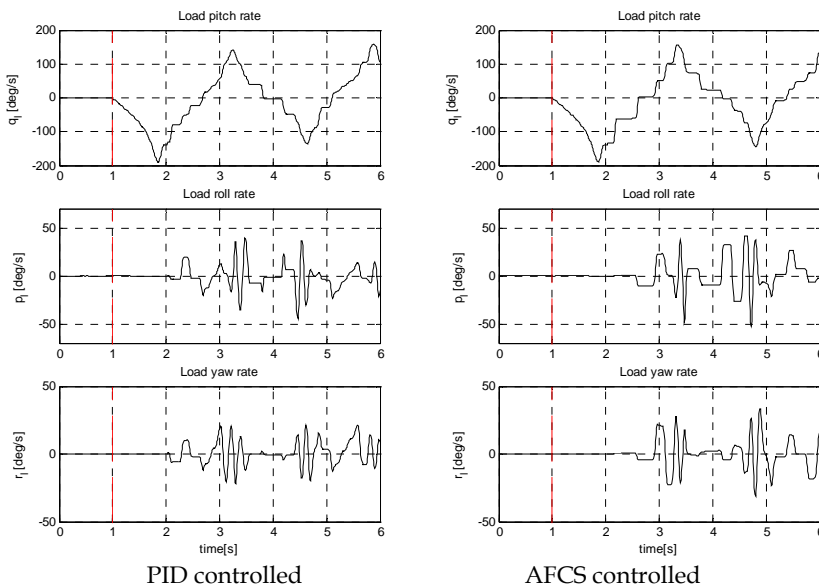 Load pitch rate
200
100
0
-100
-200
q_l [deg/s]
0 1 2 3 4 5 6
Load roll rate
50
0
-50
p_l [deg/s]
0 1 2 3 4 5 6
Load yaw rate
50
0
-50
r_l [deg/s]
0 1 2 3 4 5 6
time[s]
PID controlled
Load pitch rate
200
100
0
-100
-200
q_l [deg/s]
0 1 2 3 4 5 6
Load roll rate
50
0
-50
p_l [deg/s]
0 1 2 3 4 5 6
Load yaw rate
50
0
-50
r_l [deg/s]
0 1 2 3 4 5 6
time[s]
AFCS controlled